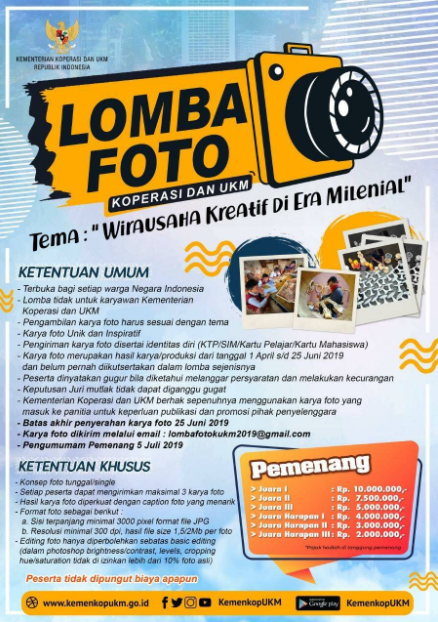 KEMENTERIAN KOPERASI DAN UKM
REPUBLIK INDONESIA
LOMBA
FOTO
KOPERASI DAN UKM
Tema : " Wirausaha Kreatif Di Era Milenial"
KETENTUAN UMUM
- Terbuka bagi setiap warga Negara Indonesia
- Lomba tidak untuk karyawan Kementerian
Koperasi dan UKM
- Pengambilan karya foto harus sesuai dengan tema
- Karya foto Unik dan Inspiratif
- Pengiriman karya foto disertai identitas diri (KTP/SIM/Kartu Pelajar/Kartu Mahasiswa)
- Karya foto merupakan hasil karya/produksi dari tanggal 1 April s/d 25 Juni 2019
dan belum pernah diikutsertakan dalam lomba sejenisnya
- Peserta dinyatakan gugur bila diketahui melanggar persyaratan dan melakukan kecurangan
- Keputusan Juri mutlak tidak dapat diganggu gugat
- Kementerian Koperasi dan UKM berhak sepenuhnya menggunakan karya foto yang
masuk ke panitia untuk keperluan publikasi dan promosi pihak penyelenggara
- Batas akhir penyerahan karya foto 25 Juni 2019
- Karya foto dikirim melalui email : lombafotokukm2019@gmail.com
- Pengumumam Pemenang 5 Juli 2019
KETENTUAN KHUSUS
- Konsep foto tunggal/single
- Setiap peserta dapat mengirimkan maksimal 3 karya foto
- Hasil karya foto diperkuat dengan caption foto yang menarik
- Format foto sebagai berikut :
a. Sisi terpanjang minimal 3000 pixel format file JPG
b. Resolusi minimal 300 dpi, hasil file size 1,5/2Mb per foto
- Editing foto hanya diperbolehkan sebatas basic editing
(dalam photoshop brightness/contrast, levels, cropping
hue/saturation tidak di izinkan lebih dari 10% foto asli)
Peserta tidak dipungut biaya apapun
Pemenang
> Juara I : Rp. 10.000.000,-
> Juara II : Rp. 7.500.000,-
> Juara III : Rp. 5.000.000,-
> Juara Harapan I : Rp. 4.000.000,-
> Juara Harapan II : Rp. 3.000.000,-
> Juara Harapan III : Rp. 2.000.000,-
*Pajak hadiah di tanggung pemenang
www.kemenkopukm.go.id
KemenkopUKM
Google play
KemenkopUKM